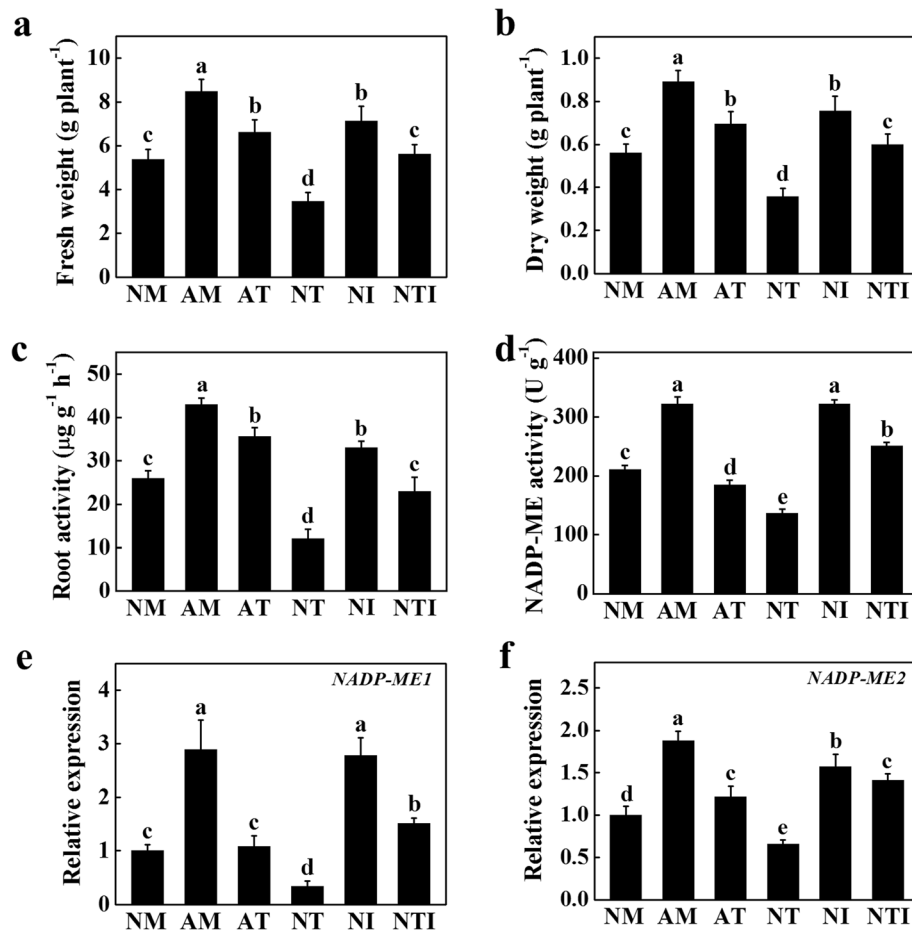 a
Fresh weight (g plant⁻¹)
10
8
6
4
2
0
c
a
b
d
b
c
NM AM AT NT NI NTI
b
Dry weight (g plant⁻¹)
1.0
0.8
0.6
0.4
0.2
0.0
c
a
b
d
b
c
NM AM AT NT NI NTI
c
Root activity (μg g⁻¹ h⁻¹)
50
40
30
20
10
0
c
a
b
d
b
c
NM AM AT NT NI NTI
d
NADP-ME activity (U g⁻¹)
400
300
200
100
0
c
a
d
e
a
b
NM AM AT NT NI NTI
e
Relative expression
NADP-ME1
4
3
2
1
0
c
a
c
d
a
b
NM AM AT NT NI NTI
f
Relative expression
NADP-ME2
2.5
2.0
1.5
1.0
0.5
0.0
d
a
c
e
b
c
NM AM AT NT NI NTI